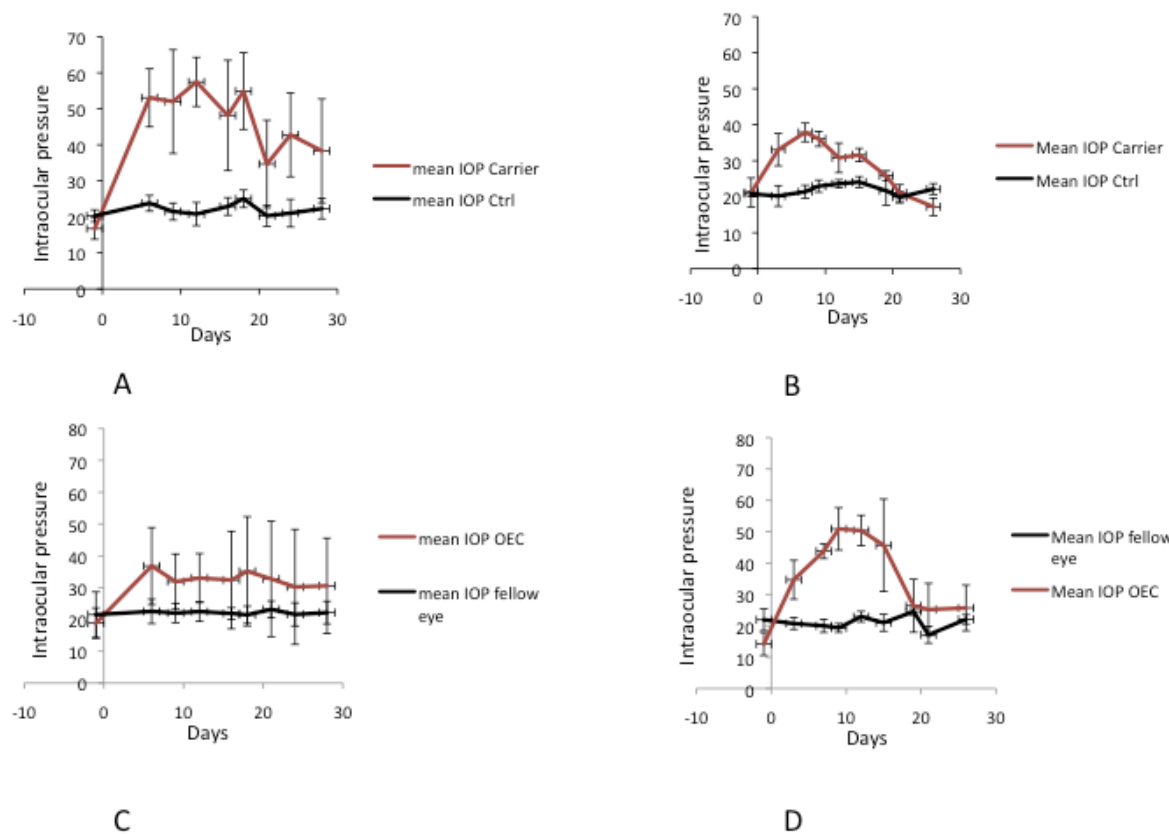 70
60
50
40
30
20
10
0
-10 0 10 20 30
Intraocular pressure
Days
mean IOP Carrier
mean IOP Ctrl
A
70
60
50
40
30
20
10
0
-10 0 10 20 30
Intraocular pressure
Days
Mean IOP Carrier
Mean IOP Ctrl
B
80
70
60
50
40
30
20
10
0
-10 0 10 20 30
Intraocular pressure
Days
mean IOP OEC
mean IOP fellow
eye
C
80
70
60
50
40
30
20
10
0
-10 0 10 20 30
Intraocular pressure
Days
Mean IOP fellow
eye
Mean IOP OEC
D